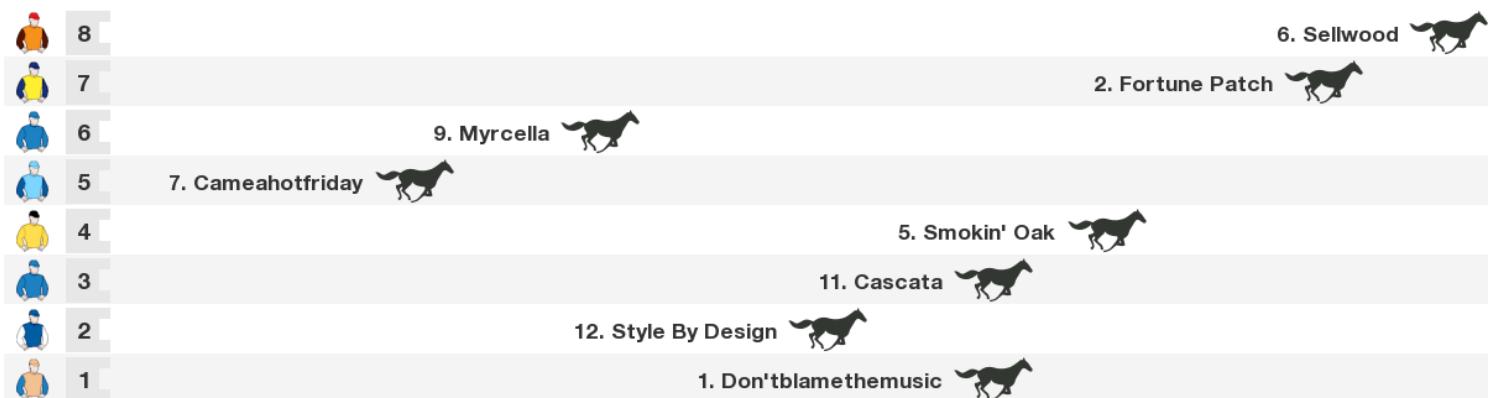 8 6. Sellwood
7 2. Fortune Patch
6 9. Myrcella
5 7. Cameahotfriday
4 5. Smokin' Oak
3 11. Cascata
2 12. Style By Design
1 1. Don'tblamethemusic